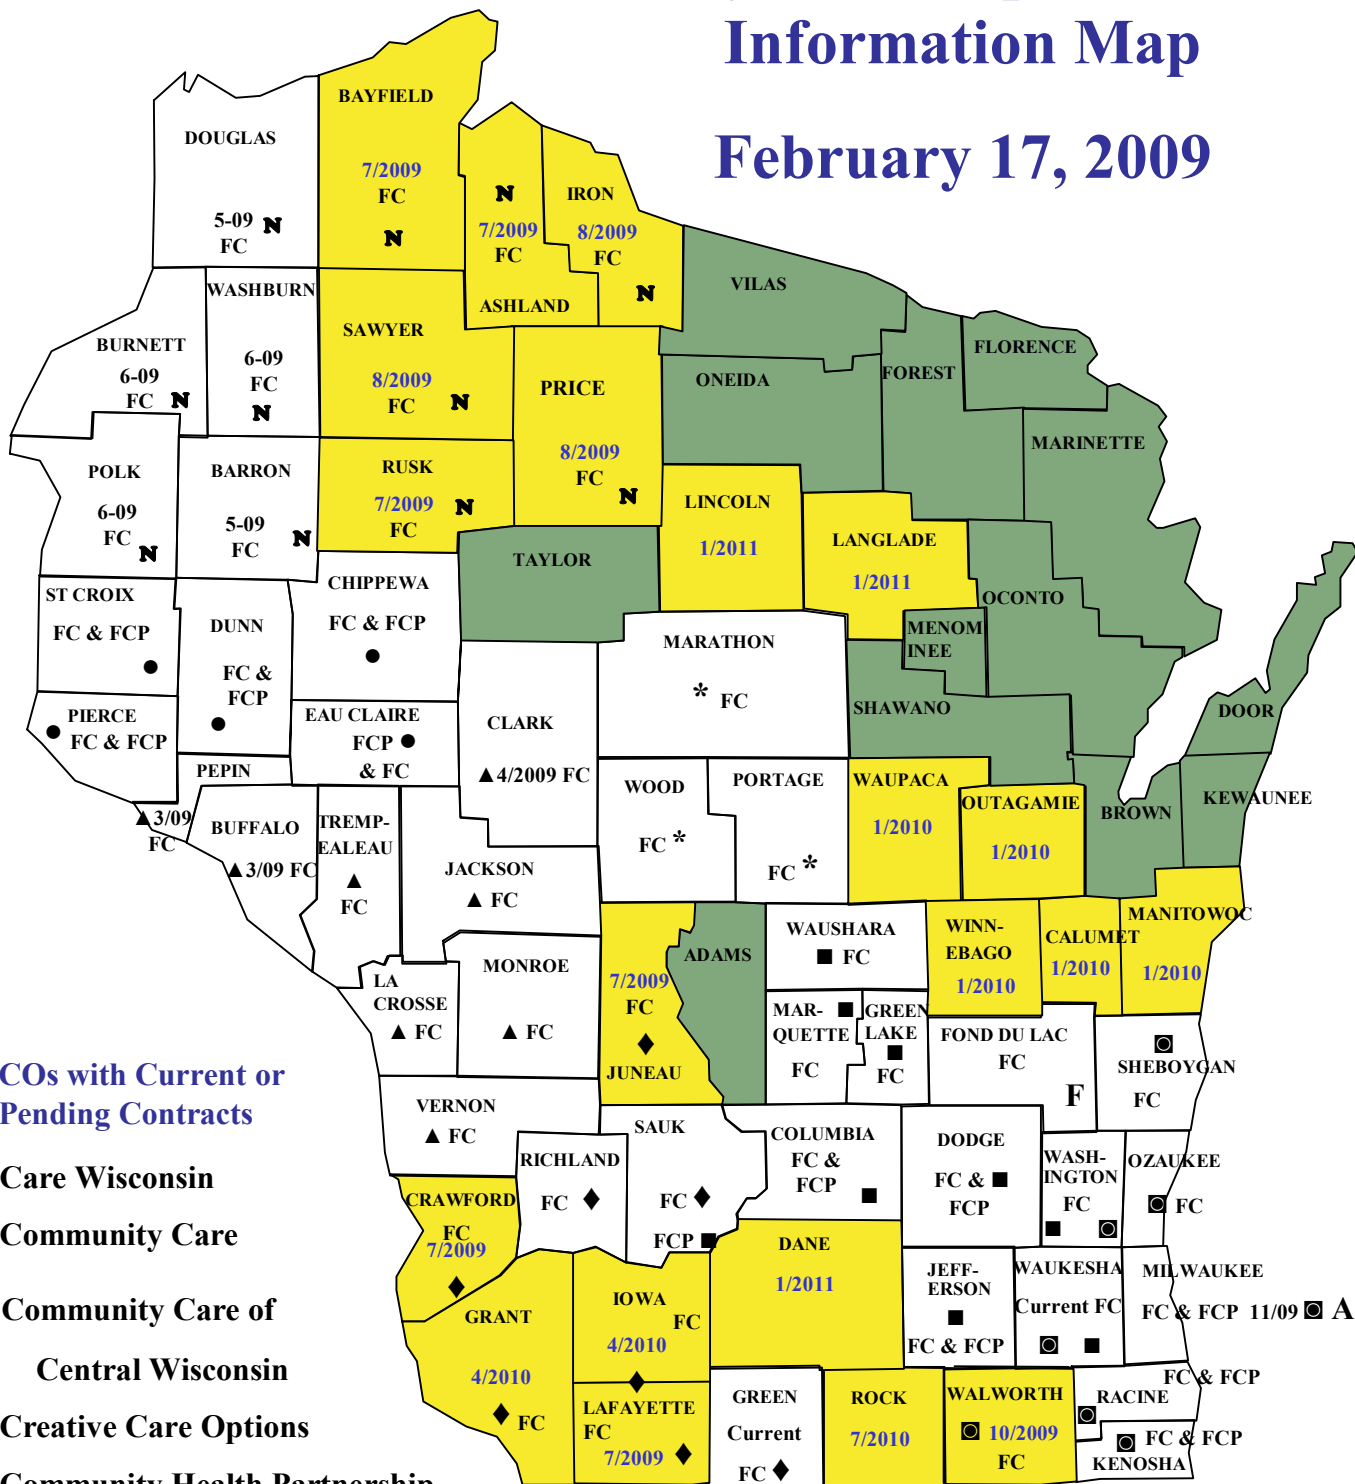 Information Map
February 17, 2009
BAYFIELD
7/2009
FC
N
DOUGLAS
5-09 N
FC
N
7/2009
FC
ASHLAND
IRON
8/2009
FC
N
VILAS
FLORENCE
FOREST
ONEIDA
MARINETTE
WASHBURN
6-09
FC
N
BURNETT
6-09
FC N
SAWYER
8/2009
FC N
PRICE
8/2009
FC N
POLK
6-09
FC N
BARRON
5-09
FC N
RUSK
7/2009 N
FC
LINCOLN
1/2011
LANGLADE
1/2011
TAYLOR
OCONTO
MENOM
INEE
SHAWANO
DOOR
KEWAUNEE
BROWN
ST CROIX
FC & FCP
●
DUNN
FC &
FCP
●
CHIPPEWA
FC & FCP
●
MARATHON
* FC
PIERCE
● FC & FCP
EAU CLAIRE
FCP ●
& FC
CLARK
▲4/2009 FC
PEPIN
▲3/09
FC
BUFFALO
▲3/09 FC
TREMP-
EALEAU
▲
FC
JACKSON
▲ FC
WOOD
FC *
PORTAGE
FC *
WAUPACA
1/2010
OUTAGAMIE
1/2010
WAUSHARA
■ FC
WINN-
EBAGO
1/2010
CALUMET
1/2010
MANITOWOC
1/2010
ADAMS
7/2009
FC
♦
JUNEAU
LA
CROSSE
▲ FC
MONROE
▲ FC
MAR- ■
QUETTE
FC
GREEN
LAKE
■
FC
FOND DU LAC
FC
F
◙
SHEBOYGAN
FC
VERNON
▲ FC
RICHLAND
FC ♦
SAUK
FC ♦
FCP ■
COLUMBIA
FC &
FCP
■
DODGE
FC & ■
FCP
WASH-
INGTON
FC
■ ◙
OZAUKEE
◙ FC
CRAWFORD
FC
7/2009
♦
GRANT
4/2010
♦ FC
IOWA
FC
4/2010
♦
LAFAYETTE
FC
7/2009 ♦
DANE
1/2011
JEFF-
ERSON
■
FC & FCP
WAUKESHA
Current FC
◙ ■
MILWAUKEE
FC & FCP 11/09 ◙ A
GREEN
Current
FC ♦
ROCK
7/2010
WALWORTH
◙ 10/2009
FC
FC & FCP
RACINE
◙
◙ FC & FCP
KENOSHA
COs with Current or
Pending Contracts
Care Wisconsin
Community Care
Community Care of
Central Wisconsin
Creative Care Options
Community Health Partnership